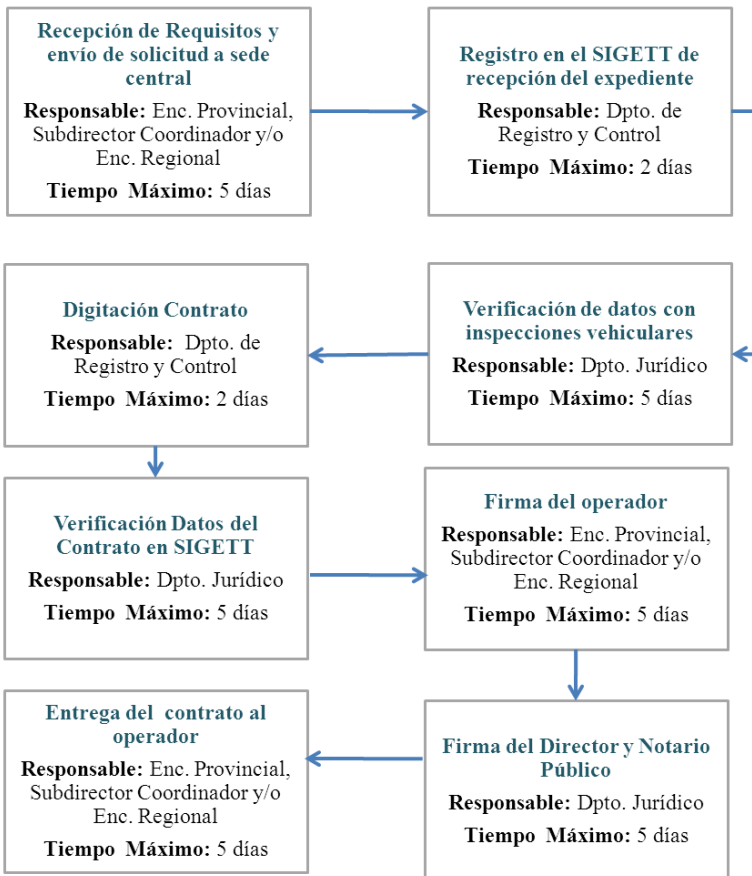 Recepción de Requisitos y
envío de solicitud a sede
central
Responsable: Enc. Provincial,
Subdirector Coordinador y/o
Enc. Regional
Tiempo Máximo: 5 días
Registro en el SIGETT de
recepción del expediente
Responsable: Dpto. de
Registro y Control
Tiempo Máximo: 2 días
Verificación de datos con
inspecciones vehiculares
Responsable: Dpto. Jurídico
Tiempo Máximo: 5 días
Digitación Contrato
Responsable: Dpto. de
Registro y Control
Tiempo Máximo: 2 días
Verificación Datos del
Contrato en SIGETT
Responsable: Dpto. Jurídico
Tiempo Máximo: 5 días
Firma del operador
Responsable: Enc. Provincial,
Subdirector Coordinador y/o
Enc. Regional
Tiempo Máximo: 5 días
Firma del Director y Notario
Público
Responsable: Dpto. Jurídico
Tiempo Máximo: 5 días
Entrega del contrato al
operador
Responsable: Enc. Provincial,
Subdirector Coordinador y/o
Enc. Regional
Tiempo Máximo: 5 días